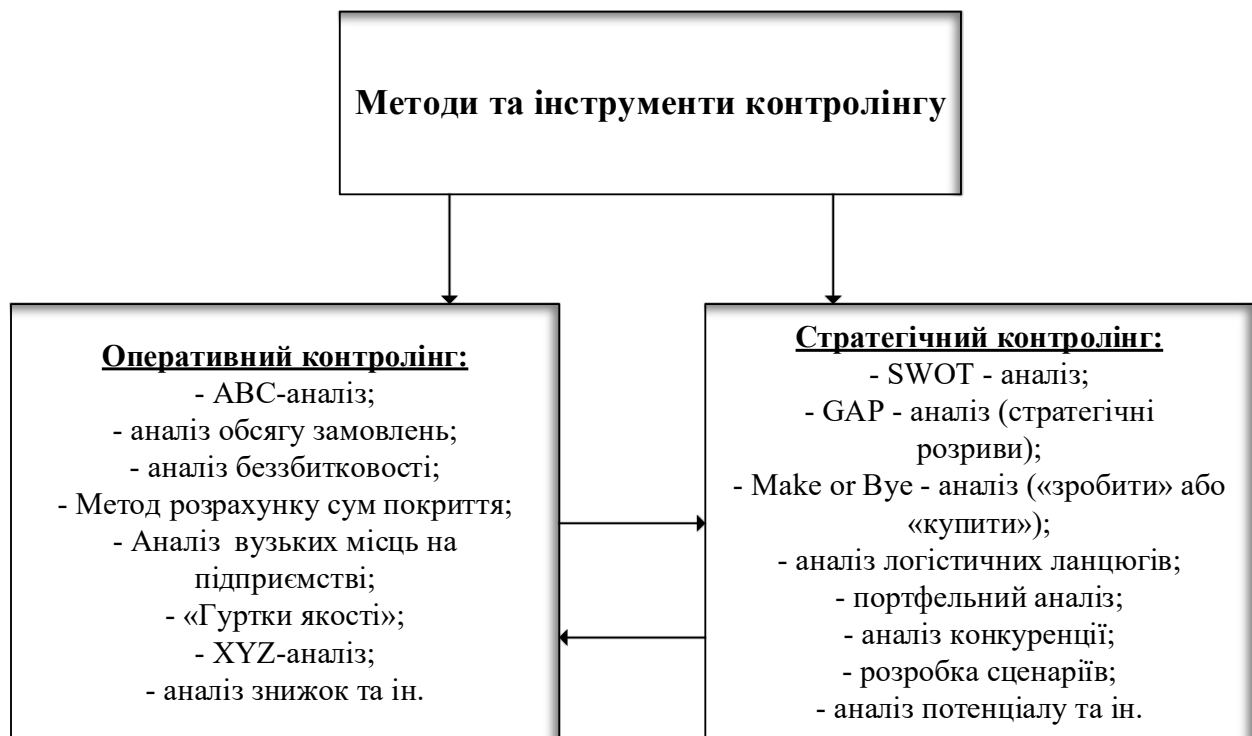 Методи та інструменти контролінгу
Оперативний контролінг:
- АВС-аналіз;
- аналіз обсягу замовлень;
- аналіз беззбитковості;
- Метод розрахунку сум покриття;
- Аналіз вузьких місць на
підприємстві;
- «Гуртки якості»;
- XYZ-аналіз;
- аналіз знижок та ін.
Стратегічний контролінг:
- SWOT - аналіз;
- GAP - аналіз (стратегічні
розриви);
- Make or Bye - аналіз («зробити» або
«купити»);
- аналіз логістичних ланцюгів;
- портфельний аналіз;
- аналіз конкуренції;
- розробка сценаріїв;
- аналіз потенціалу та ін.